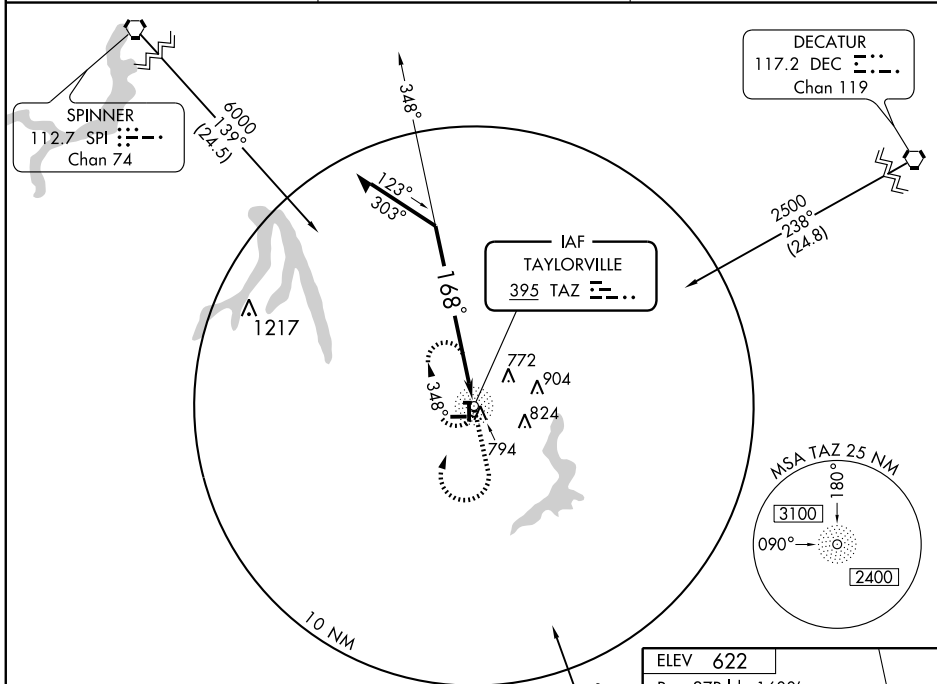 SPINNER
112.7 SPI
Chan 74
6000
139°
(24.5)
348°
DECATUR
117.2 DEC
Chan 119
2500
238°
(24.8)
123°
303°
168°
IAF
TAYLORVILLE
395 TAZ
1217
772
904
824
794
348°
MSA TAZ 25 NM
180°
3100
090°
2400
10 NM
ELEV 622